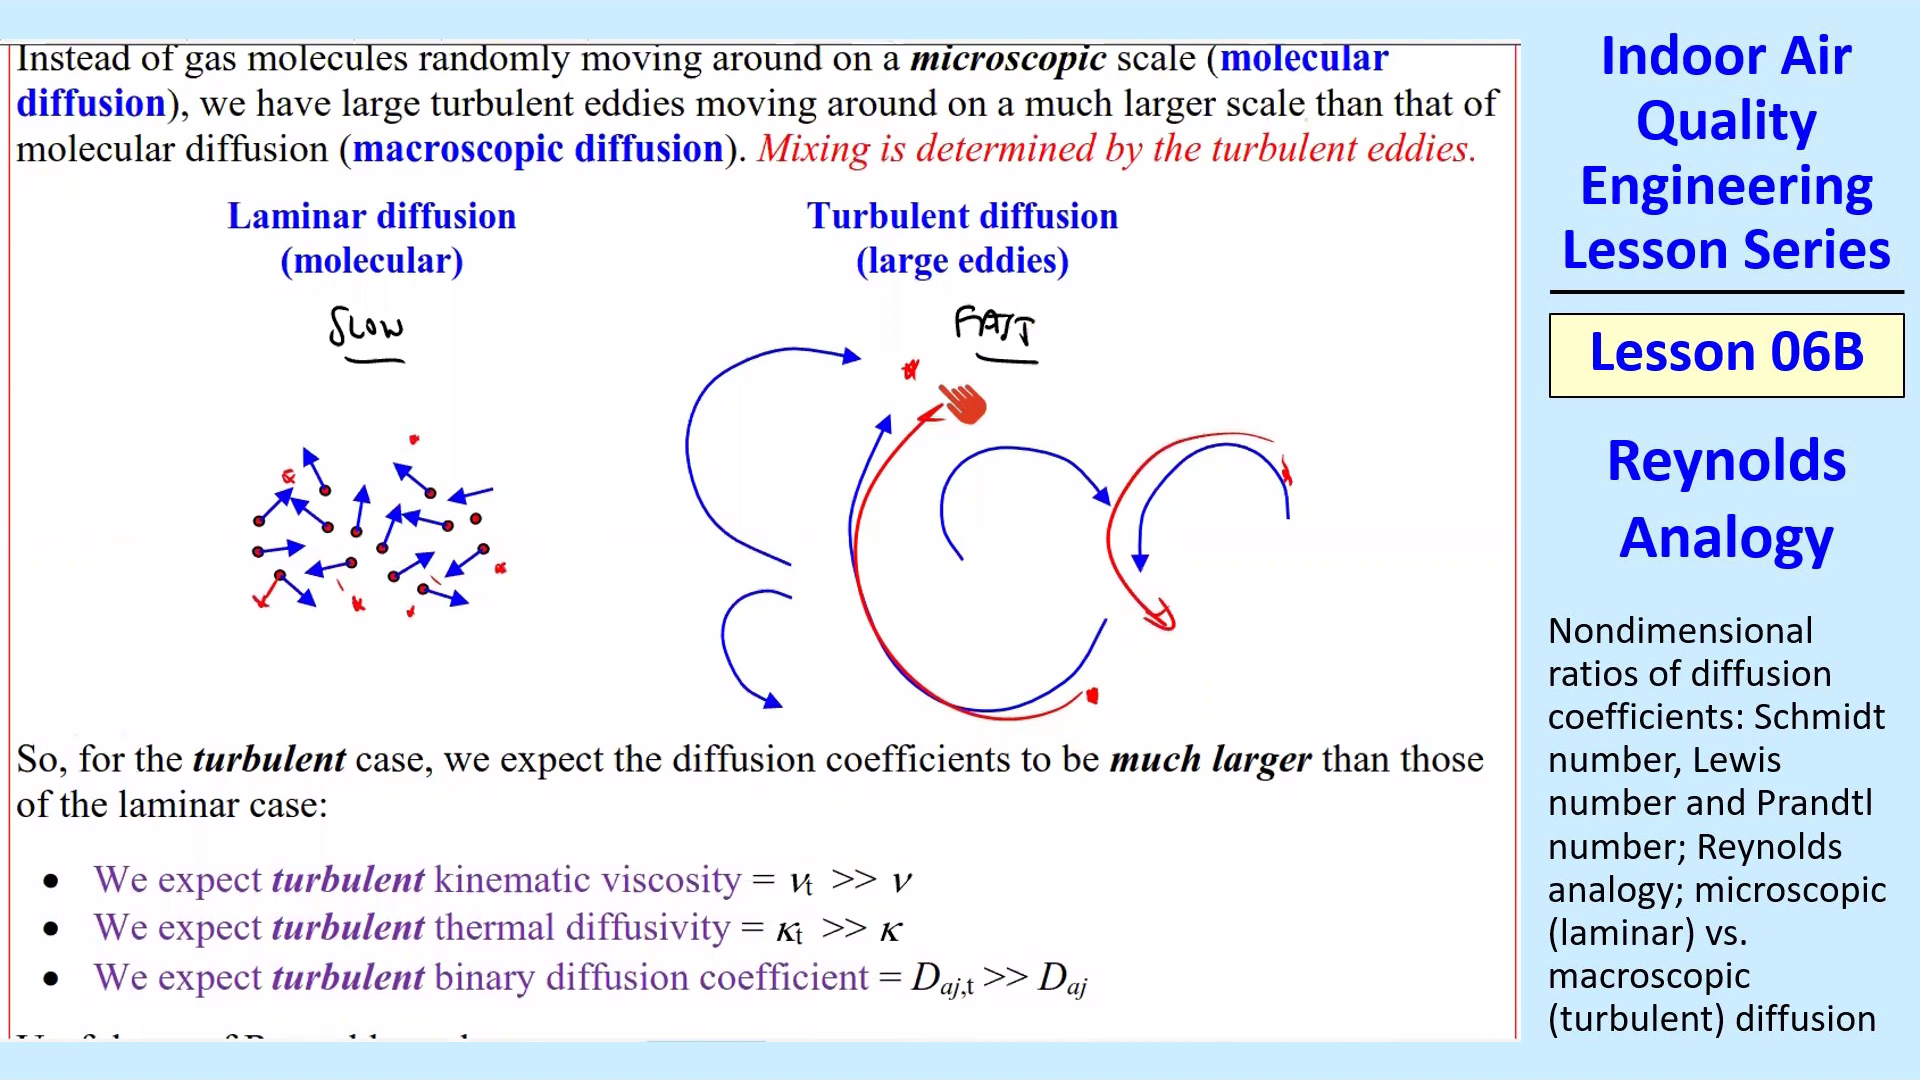 Instead of gas molecules randomly moving around on a microscopic scale (molecular
diffusion), we have large turbulent eddies moving around on a much larger scale than that of
molecular diffusion (macroscopic diffusion). Mixing is determined by the turbulent eddies.
Laminar diffusion
(molecular)
SLOW
Turbulent diffusion
(large eddies)
FAST
So, for the turbulent case, we expect the diffusion coefficients to be much larger than those
of the laminar case:
• We expect turbulent kinematic viscosity = νt >> ν
• We expect turbulent thermal diffusivity = κt >> κ
• We expect turbulent binary diffusion coefficient = Daj,t >> Daj
Indoor Air
Quality
Engineering
Lesson Series
Lesson 06B
Reynolds
Analogy
Nondimensional
ratios of diffusion
coefficients: Schmidt
number, Lewis
number and Prandtl
number; Reynolds
analogy; microscopic
(laminar) vs.
macroscopic
(turbulent) diffusion